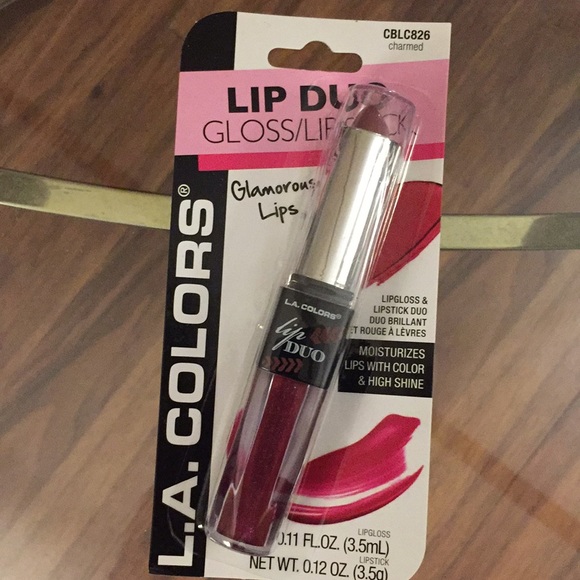 CBLC826
charmed
LIP DUO
GLOSS/LIPSTICK
Glamorous
Lips
L.A. COLORS®
L.A. COLORS®
lip
DUO
LIPGLOSS &
LIPSTICK DUO
DUO BRILLANT
ET ROUGE À LÈVRES
MOISTURIZES
LIPS WITH COLOR
& HIGH SHINE
LIPGLOSS
0.11 FL.OZ. (3.5mL)
LIPSTICK
NET WT. 0.12 OZ. (3.5g)